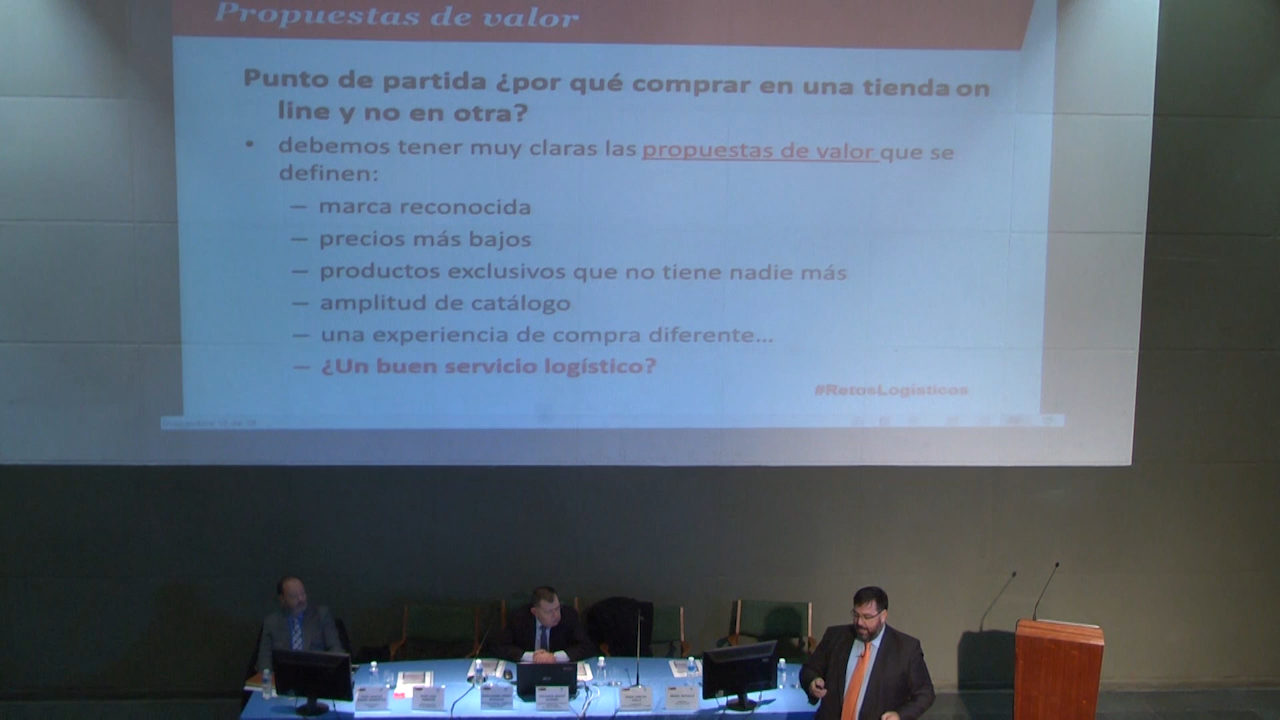 Propuestas de valor
Punto de partida ¿por qué comprar en una tienda on
line y no en otra?
• debemos tener muy claras las propuestas de valor que se
definen:
– marca reconocida
– precios más bajos
– productos exclusivos que no tiene nadie más
– amplitud de catálogo
– una experiencia de compra diferente...
– ¿Un buen servicio logístico?
#RetosLogísticos